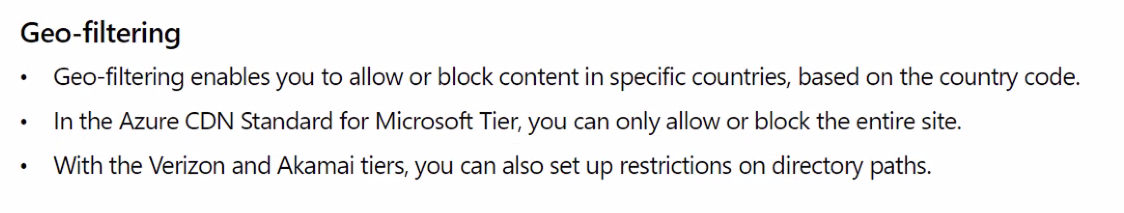 Geo-filtering
• Geo-filtering enables you to allow or block content in specific countries, based on the country code.
• In the Azure CDN Standard for Microsoft Tier, you can only allow or block the entire site.
• With the Verizon and Akamai tiers, you can also set up restrictions on directory paths.